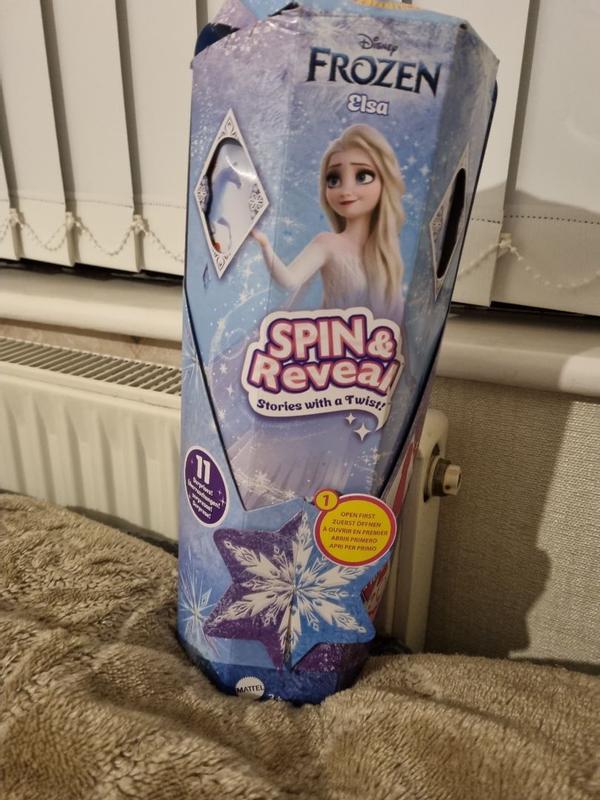 Disney
FROZEN
Elsa
SPIN &
Reveal
Stories with a Twist!
11
Surprises!
1
OPEN FIRST
ZUERST ÖFFNEN
À OUVRIR EN PREMIER
ABRIR PRIMERO
APRI PER PRIMO
MATTEL